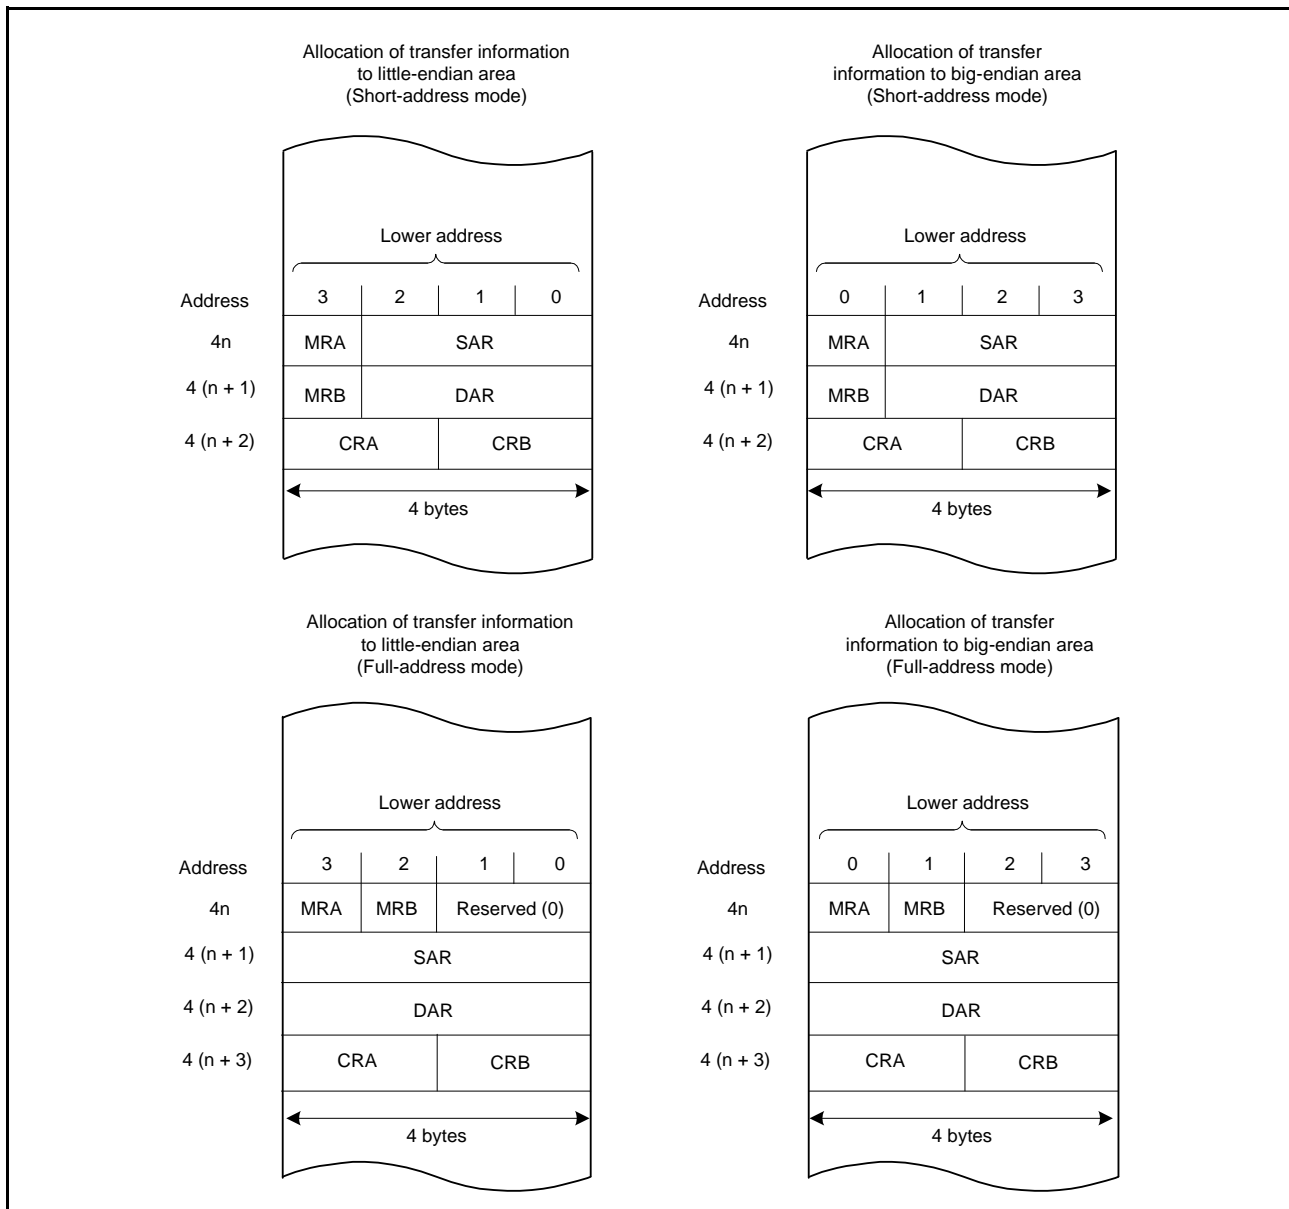 Allocation of transfer information
to little-endian area
(Short-address mode)
Lower address
Address 3 2 1 0
4n MRA SAR
4 (n + 1) MRB DAR
4 (n + 2) CRA CRB
4 bytes
Allocation of transfer
information to big-endian area
(Short-address mode)
Lower address
Address 0 1 2 3
4n MRA SAR
4 (n + 1) MRB DAR
4 (n + 2) CRA CRB
4 bytes
Allocation of transfer information
to little-endian area
(Full-address mode)
Lower address
Address 3 2 1 0
4n MRA MRB Reserved (0)
4 (n + 1) SAR
4 (n + 2) DAR
4 (n + 3) CRA CRB
4 bytes
Allocation of transfer
information to big-endian area
(Full-address mode)
Lower address
Address 0 1 2 3
4n MRA MRB Reserved (0)
4 (n + 1) SAR
4 (n + 2) DAR
4 (n + 3) CRA CRB
4 bytes